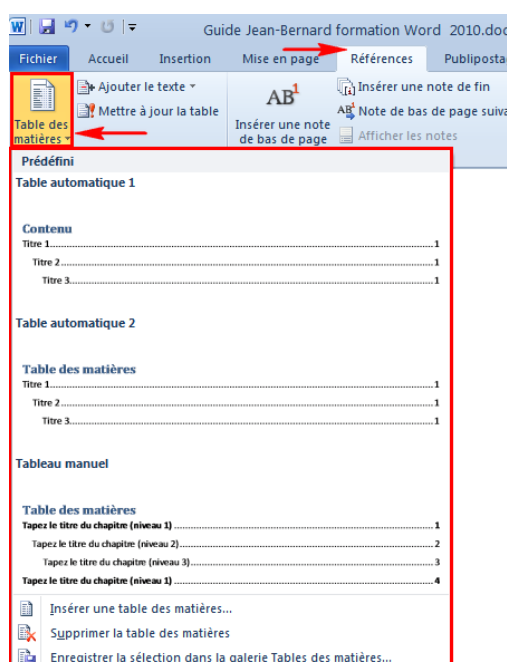 Guide Jean-Bernard formation Word 2010.doc
Fichier Accueil Insertion Mise en page Références Publiposta
Ajouter le texte
Mettre à jour la table
Table des
matières
AB1
Insérer une note
de bas de page
Insérer une note de fin
Note de bas de page suiva
Afficher les notes
Prédéfini
Table automatique 1
Contenu
Titre 1.....1
Titre 2.....1
Titre 3.....1
Table automatique 2
Table des matières
Titre 1.....1
Titre 2.....1
Titre 3.....1
Tableau manuel
Table des matières
Tapez le titre du chapitre (niveau 1).....1
Tapez le titre du chapitre (niveau 2).....2
Tapez le titre du chapitre (niveau 3).....3
Tapez le titre du chapitre (niveau 1).....4
Insérer une table des matières...
Supprimer la table des matières
Enregistrer la sélection dans la galerie Tables des matières...